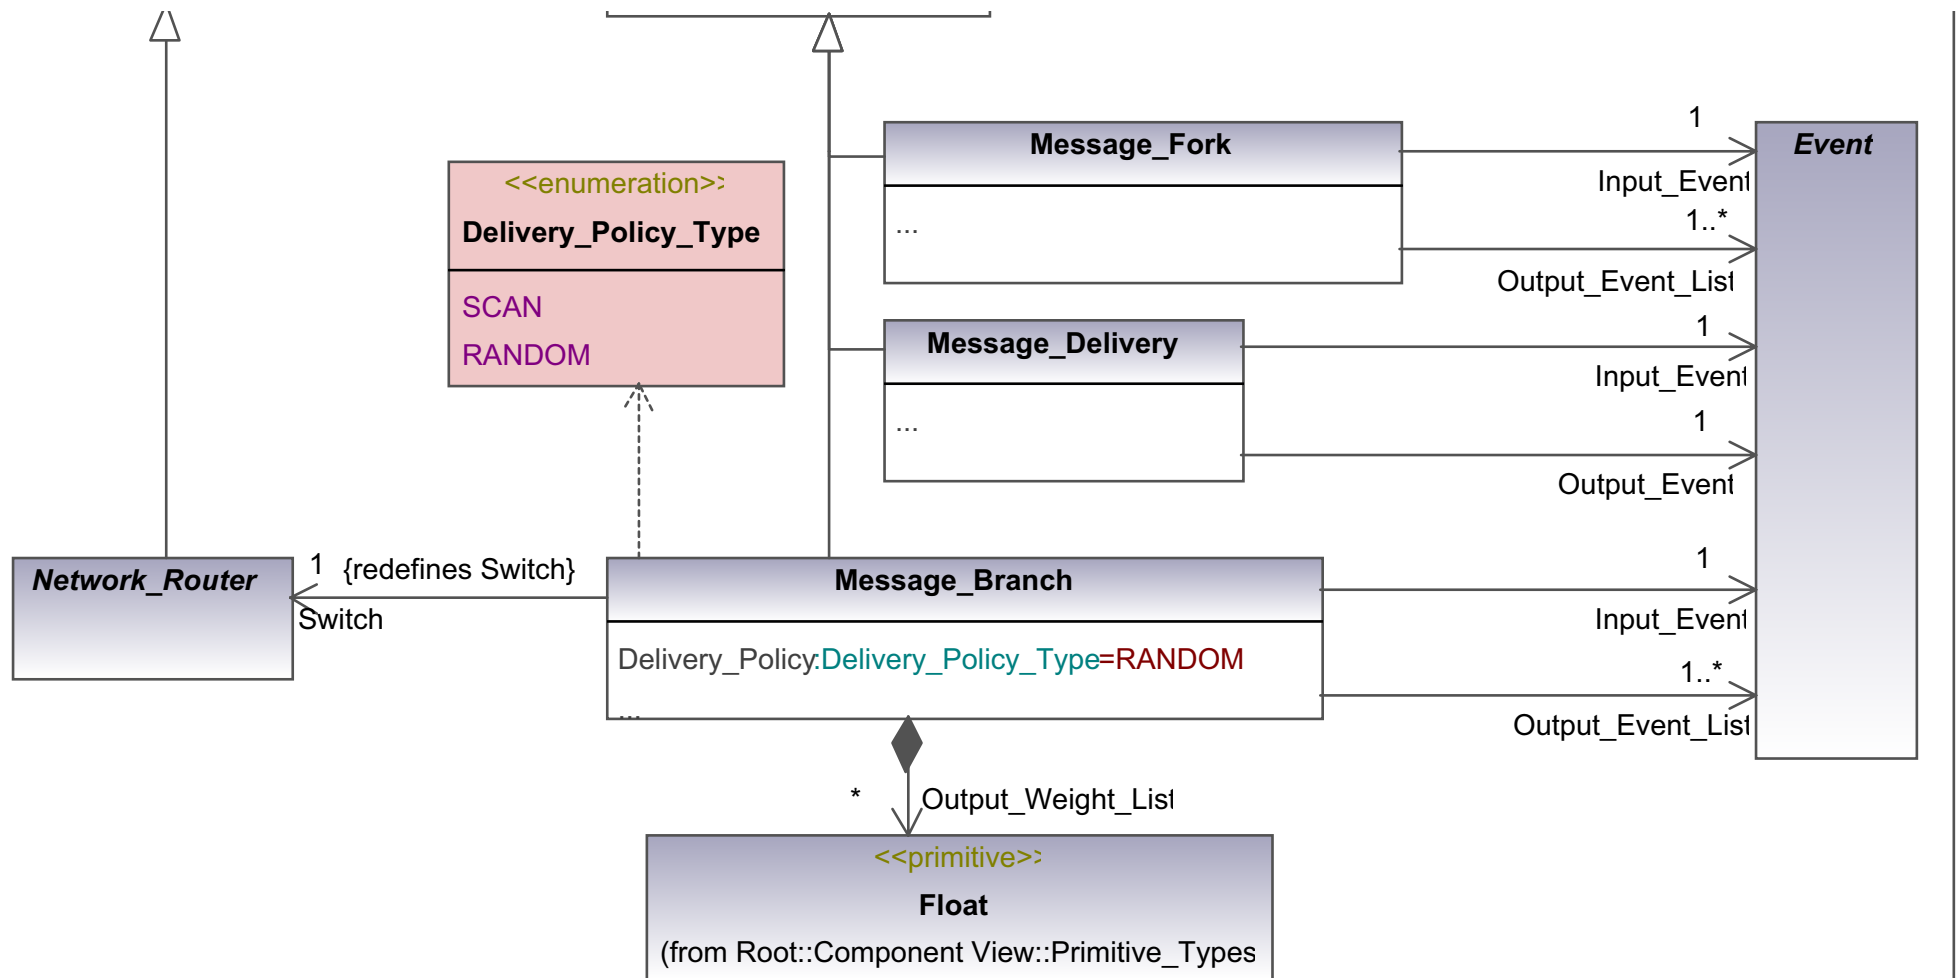 Message_Fork
...
1
Input_Event
1..*
Output_Event_List
Event
<<enumeration>>
Delivery_Policy_Type
SCAN
RANDOM
Message_Delivery
...
1
Input_Event
1
Output_Event
Network_Router
1 {redefines Switch}
Switch
Message_Branch
Delivery_Policy:Delivery_Policy_Type=RANDOM
...
1
Input_Event
1..*
Output_Event_List
* Output_Weight_List
<<primitive>>
Float
(from Root::Component View::Primitive_Types